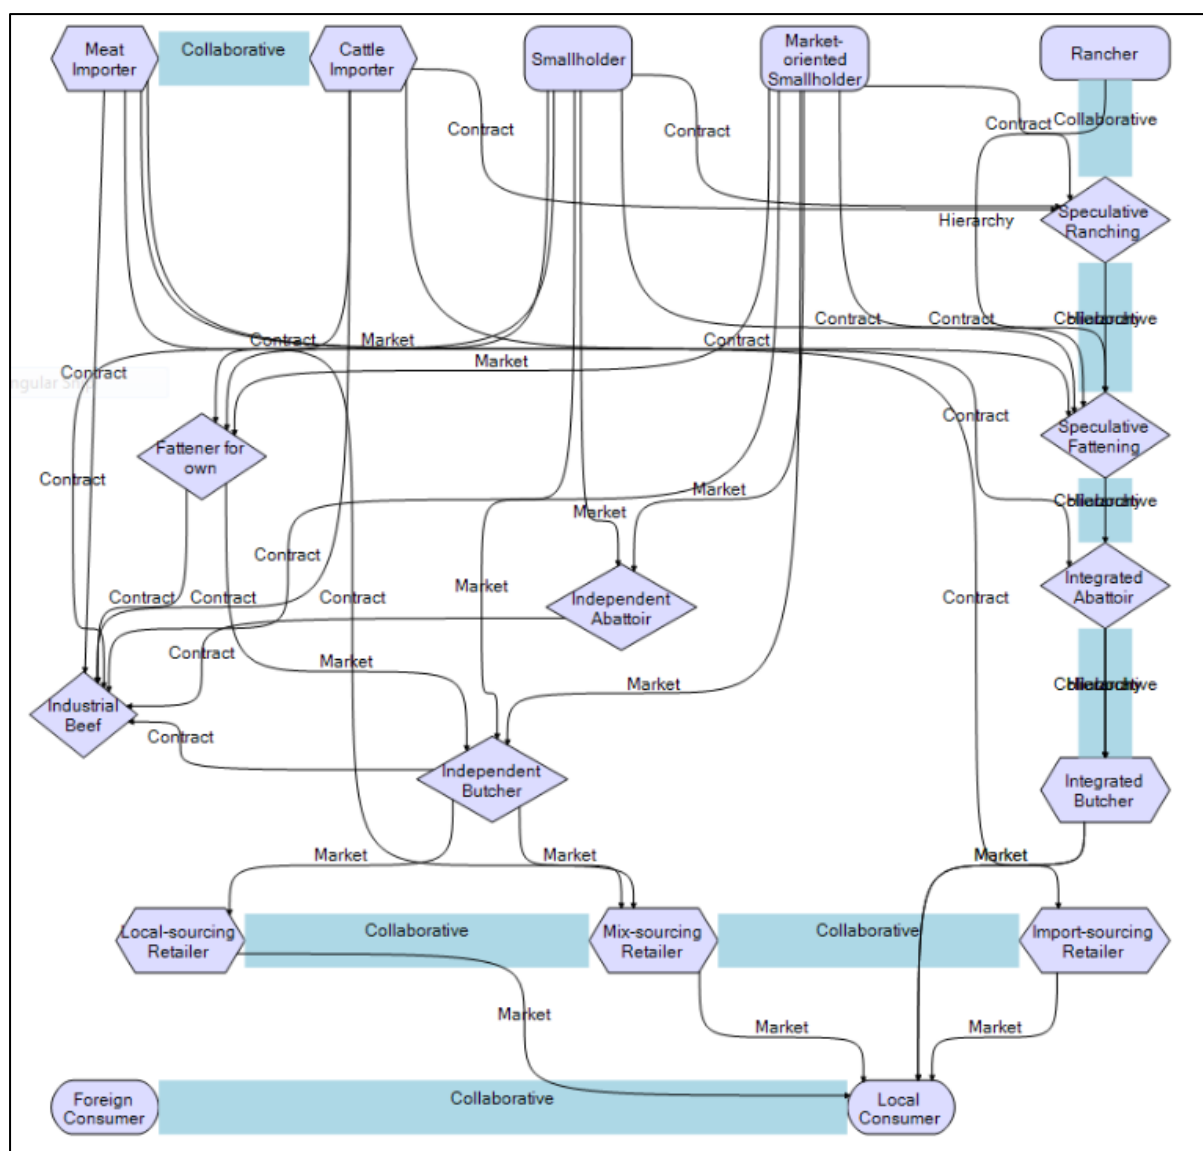 Meat
Importer
Collaborative
Cattle
Importer
Smallholder
Market-
oriented
Smallholder
Rancher
Contract
Contract
Contract
Collaborative
Hierarchy
Speculative
Ranching
Contract
Market
Market
Contract
Contract
Contract
Collaborative
Contract
Contract
Speculative
Fattening
Fattener for
own
Contract
Market
Market
Collaborative
Contract
Market
Integrated
Abattoir
Independent
Abattoir
Contract
Contract
Contract
Contract
Contract
Market
Market
Collaborative
Industrial
Beef
Contract
Independent
Butcher
Integrated
Butcher
Market
Market
Market
Local-sourcing
Retailer
Collaborative
Mix-sourcing
Retailer
Collaborative
Import-sourcing
Retailer
Market
Market
Market
Foreign
Consumer
Collaborative
Local
Consumer